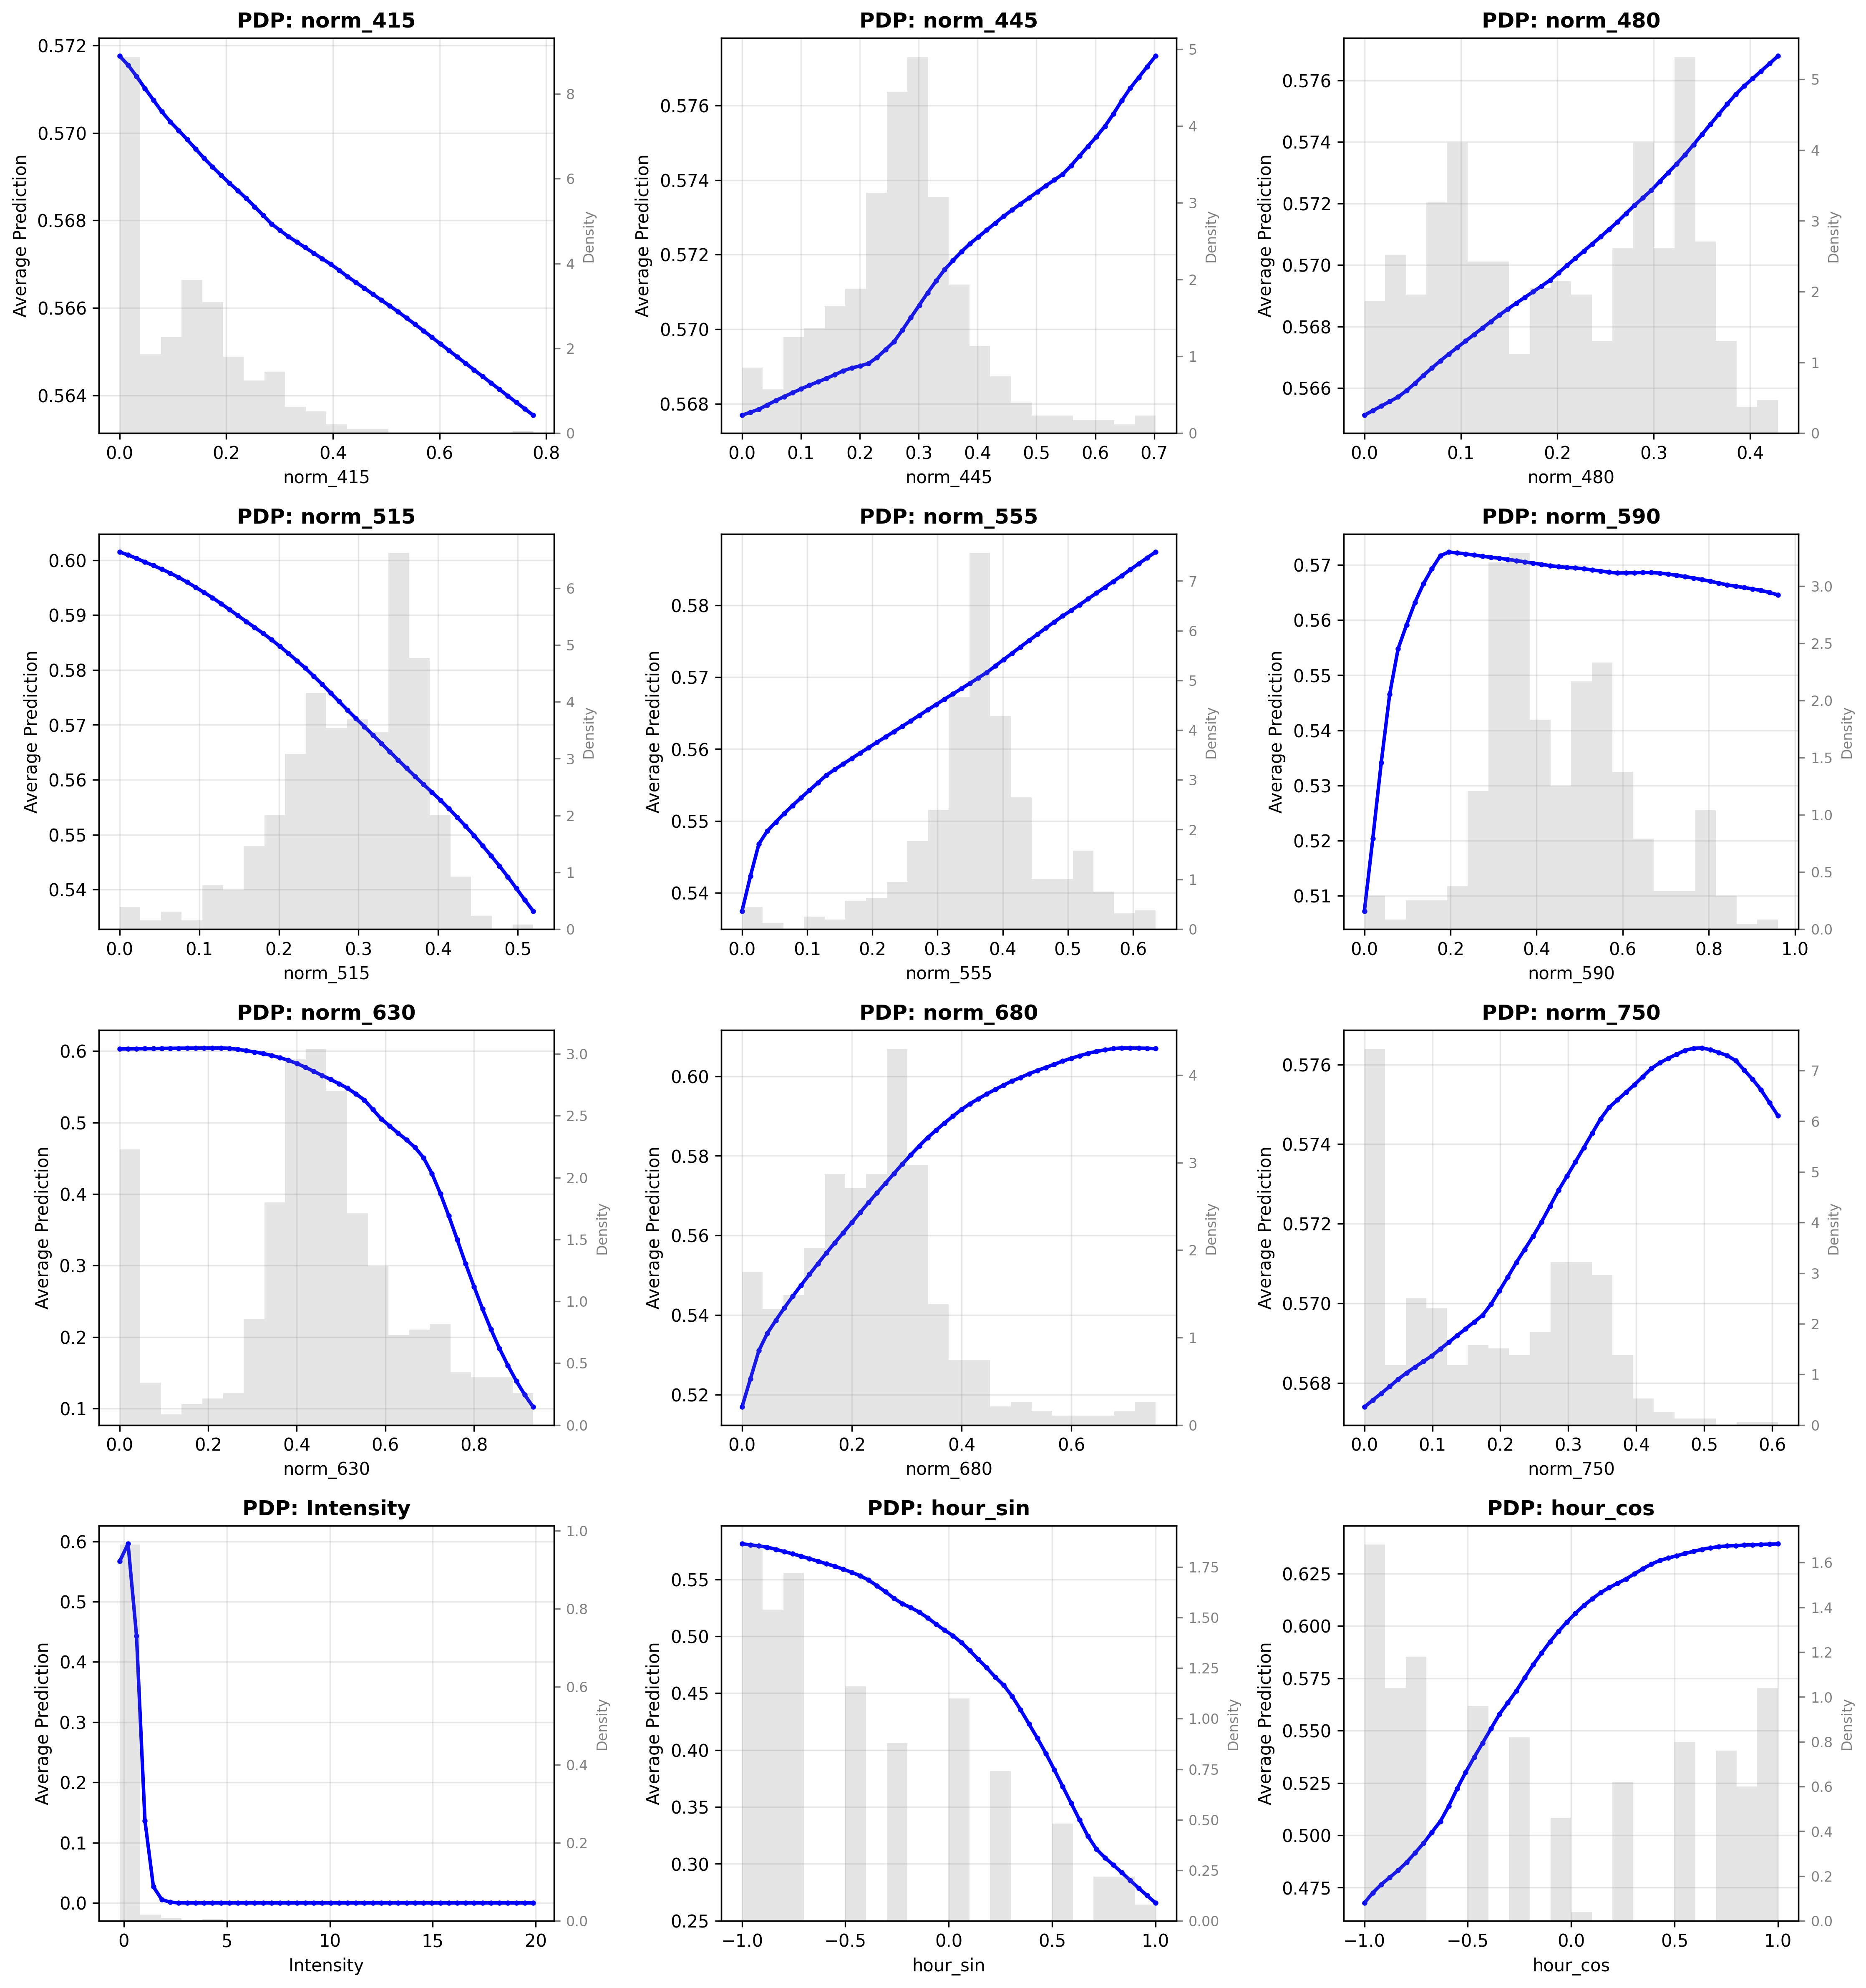 PDP: norm_415
0.572
0.570
0.568
0.566
0.564
Average Prediction
0.0 0.2 0.4 0.6 0.8
norm_415
8
6
4
2
0
Density
PDP: norm_445
0.576
0.574
0.572
0.570
0.568
Average Prediction
0.0 0.1 0.2 0.3 0.4 0.5 0.6 0.7
norm_445
5
4
3
2
1
0
Density
PDP: norm_480
0.576
0.574
0.572
0.570
0.568
0.566
Average Prediction
0.0 0.1 0.2 0.3 0.4
norm_480
5
4
3
2
1
0
Density
PDP: norm_515
0.60
0.59
0.58
0.57
0.56
0.55
0.54
Average Prediction
0.0 0.1 0.2 0.3 0.4 0.5
norm_515
6
5
4
3
2
1
0
Density
PDP: norm_555
0.58
0.57
0.56
0.55
0.54
Average Prediction
0.0 0.1 0.2 0.3 0.4 0.5 0.6
norm_555
7
6
5
4
3
2
1
0
Density
PDP: norm_590
0.57
0.56
0.55
0.54
0.53
0.52
0.51
Average Prediction
0.0 0.2 0.4 0.6 0.8 1.0
norm_590
3.0
2.5
2.0
1.5
1.0
0.5
0.0
Density
PDP: norm_630
0.6
0.5
0.4
0.3
0.2
0.1
Average Prediction
0.0 0.2 0.4 0.6 0.8
norm_630
3.0
2.5
2.0
1.5
1.0
0.5
0.0
Density
PDP: norm_680
0.60
0.58
0.56
0.54
0.52
Average Prediction
0.0 0.2 0.4 0.6
norm_680
4
3
2
1
0
Density
PDP: norm_750
0.576
0.574
0.572
0.570
0.568
Average Prediction
0.0 0.1 0.2 0.3 0.4 0.5 0.6
norm_750
7
6
5
4
3
2
1
0
Density
PDP: Intensity
0.6
0.5
0.4
0.3
0.2
0.1
0.0
Average Prediction
0 5 10 15 20
Intensity
1.0
0.8
0.6
0.4
0.2
0.0
Density
PDP: hour_sin
0.55
0.50
0.45
0.40
0.35
0.30
0.25
Average Prediction
−1.0 −0.5 0.0 0.5 1.0
hour_sin
1.75
1.50
1.25
1.00
0.75
0.50
0.25
0.00
Density
PDP: hour_cos
0.625
0.600
0.575
0.550
0.525
0.500
0.475
Average Prediction
−1.0 −0.5 0.0 0.5 1.0
hour_cos
1.6
1.4
1.2
1.0
0.8
0.6
0.4
0.2
0.0
Density